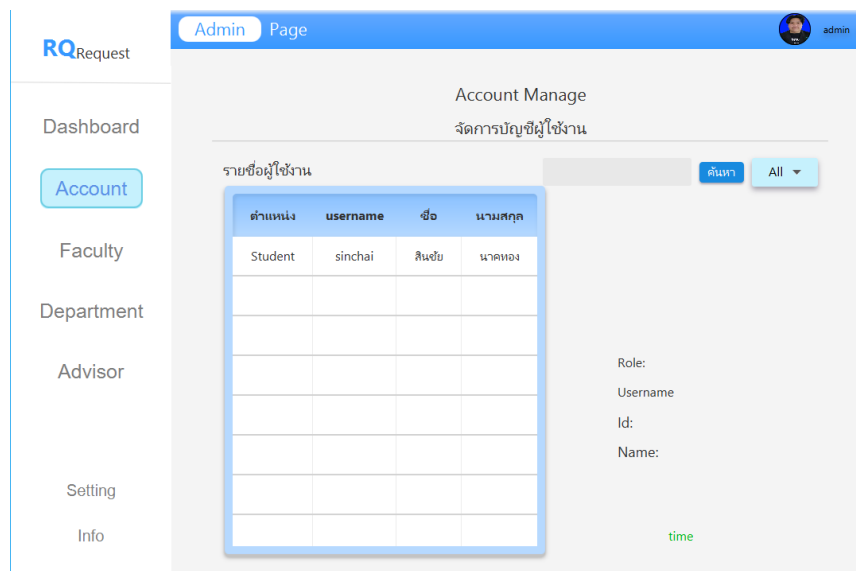 RQRequest
Admin Page
admin
Dashboard
Account
Faculty
Department
Advisor
Setting
Info
Account Manage
จัดการบัญชีผู้ใช้งาน
รายชื่อผู้ใช้งาน
ค้นหา
All
ตำแหน่ง username ชื่อ นามสกุล
Student sinchai สินชัย นาคทอง
Role:
Username
Id:
Name:
time